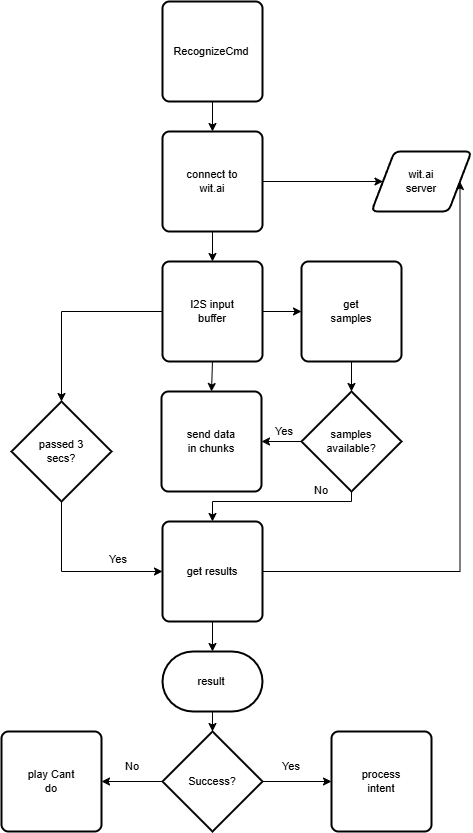 RecognizeCmd
connect to
wit.ai
wit.ai
server
I2S input
buffer
get
samples
passed 3
secs?
send data
in chunks
Yes
samples
available?
No
Yes
get results
result
play Cant
do
No
Success?
Yes
process
intent